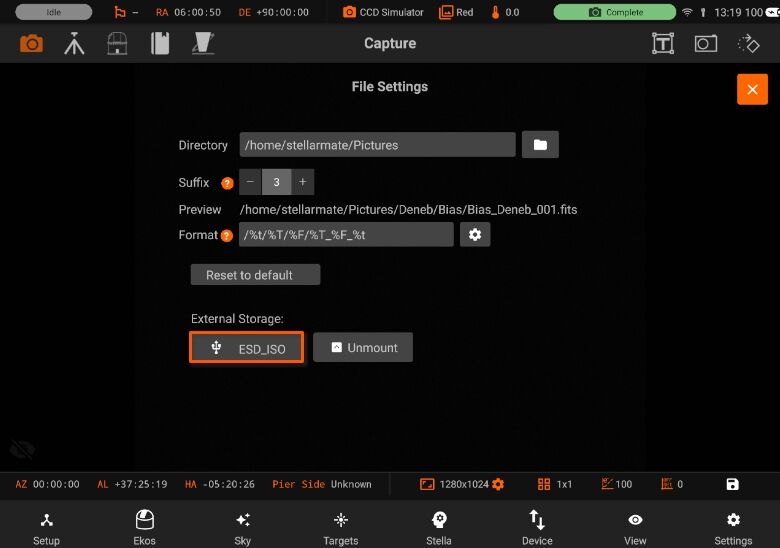 Idle -- RA 06:00:50 DE +90:00:00 CCD Simulator Red 0.0 Complete 13:19 100
Capture
File Settings
Directory /home/stellarmate/Pictures
Suffix ? − 3 +
Preview /home/stellarmate/Pictures/Deneb/Bias/Bias_Deneb_001.fits
Format ? /%t/%T/%F/%T_%F_%t
Reset to default
External Storage:
ESD_ISO Unmount
AZ 00:00:00 AL +37:25:19 HA -05:20:26 Pier Side Unknown 1280x1024 1x1 100 0
Setup Ekos Sky Targets Stella Device View Settings